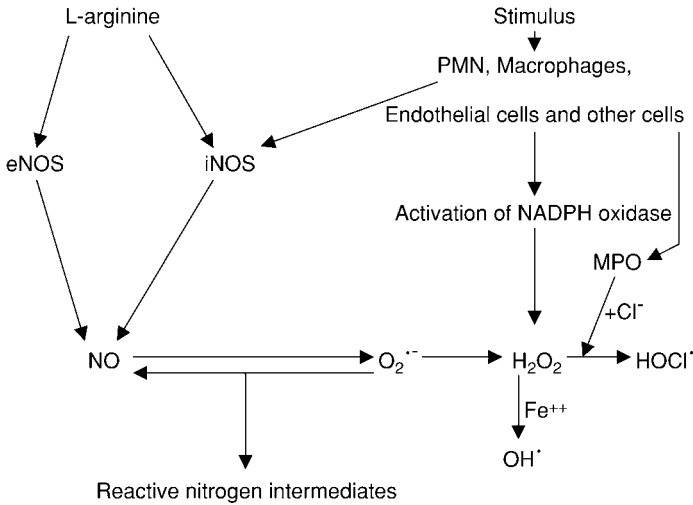 L-arginine
Stimulus
PMN, Macrophages,
Endothelial cells and other cells
eNOS
iNOS
Activation of NADPH oxidase
MPO
+Cl⁻
NO
O₂•⁻
H₂O₂
HOCl•
Fe⁺⁺
OH•
Reactive nitrogen intermediates